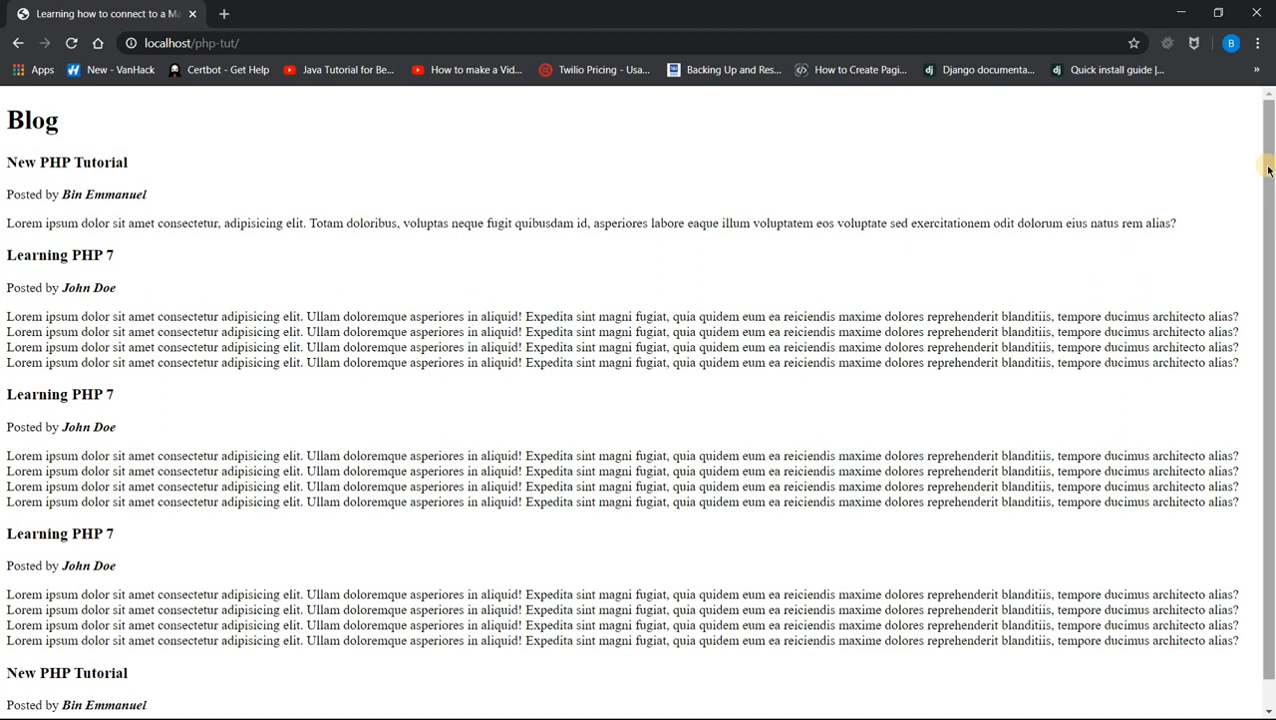 Learning how to connect to a Ma
localhost/php-tut/
B
Apps
New - VanHack
Certbot - Get Help
Java Tutorial for Be...
How to make a Vid...
Twilio Pricing - Usa...
Backing Up and Res...
How to Create Pagi...
dj
Django documenta...
dj
Quick install guide |...
»
Blog
New PHP Tutorial
Posted by Bin Emmanuel
Lorem ipsum dolor sit amet consectetur, adipisicing elit. Totam doloribus, voluptas neque fugit quibusdam id, asperiores labore eaque illum voluptatem eos voluptate sed exercitationem odit dolorum eius natus rem alias?
Learning PHP 7
Posted by John Doe
Lorem ipsum dolor sit amet consectetur adipisicing elit. Ullam doloremque asperiores in aliquid! Expedita sint magni fugiat, quia quidem eum ea reiciendis maxime dolores reprehenderit blanditiis, tempore ducimus architecto alias?
Lorem ipsum dolor sit amet consectetur adipisicing elit. Ullam doloremque asperiores in aliquid! Expedita sint magni fugiat, quia quidem eum ea reiciendis maxime dolores reprehenderit blanditiis, tempore ducimus architecto alias?
Lorem ipsum dolor sit amet consectetur adipisicing elit. Ullam doloremque asperiores in aliquid! Expedita sint magni fugiat, quia quidem eum ea reiciendis maxime dolores reprehenderit blanditiis, tempore ducimus architecto alias?
Lorem ipsum dolor sit amet consectetur adipisicing elit. Ullam doloremque asperiores in aliquid! Expedita sint magni fugiat, quia quidem eum ea reiciendis maxime dolores reprehenderit blanditiis, tempore ducimus architecto alias?
Learning PHP 7
Posted by John Doe
Lorem ipsum dolor sit amet consectetur adipisicing elit. Ullam doloremque asperiores in aliquid! Expedita sint magni fugiat, quia quidem eum ea reiciendis maxime dolores reprehenderit blanditiis, tempore ducimus architecto alias?
Lorem ipsum dolor sit amet consectetur adipisicing elit. Ullam doloremque asperiores in aliquid! Expedita sint magni fugiat, quia quidem eum ea reiciendis maxime dolores reprehenderit blanditiis, tempore ducimus architecto alias?
Lorem ipsum dolor sit amet consectetur adipisicing elit. Ullam doloremque asperiores in aliquid! Expedita sint magni fugiat, quia quidem eum ea reiciendis maxime dolores reprehenderit blanditiis, tempore ducimus architecto alias?
Lorem ipsum dolor sit amet consectetur adipisicing elit. Ullam doloremque asperiores in aliquid! Expedita sint magni fugiat, quia quidem eum ea reiciendis maxime dolores reprehenderit blanditiis, tempore ducimus architecto alias?
Learning PHP 7
Posted by John Doe
Lorem ipsum dolor sit amet consectetur adipisicing elit. Ullam doloremque asperiores in aliquid! Expedita sint magni fugiat, quia quidem eum ea reiciendis maxime dolores reprehenderit blanditiis, tempore ducimus architecto alias?
Lorem ipsum dolor sit amet consectetur adipisicing elit. Ullam doloremque asperiores in aliquid! Expedita sint magni fugiat, quia quidem eum ea reiciendis maxime dolores reprehenderit blanditiis, tempore ducimus architecto alias?
Lorem ipsum dolor sit amet consectetur adipisicing elit. Ullam doloremque asperiores in aliquid! Expedita sint magni fugiat, quia quidem eum ea reiciendis maxime dolores reprehenderit blanditiis, tempore ducimus architecto alias?
Lorem ipsum dolor sit amet consectetur adipisicing elit. Ullam doloremque asperiores in aliquid! Expedita sint magni fugiat, quia quidem eum ea reiciendis maxime dolores reprehenderit blanditiis, tempore ducimus architecto alias?
New PHP Tutorial
Posted by Bin Emmanuel